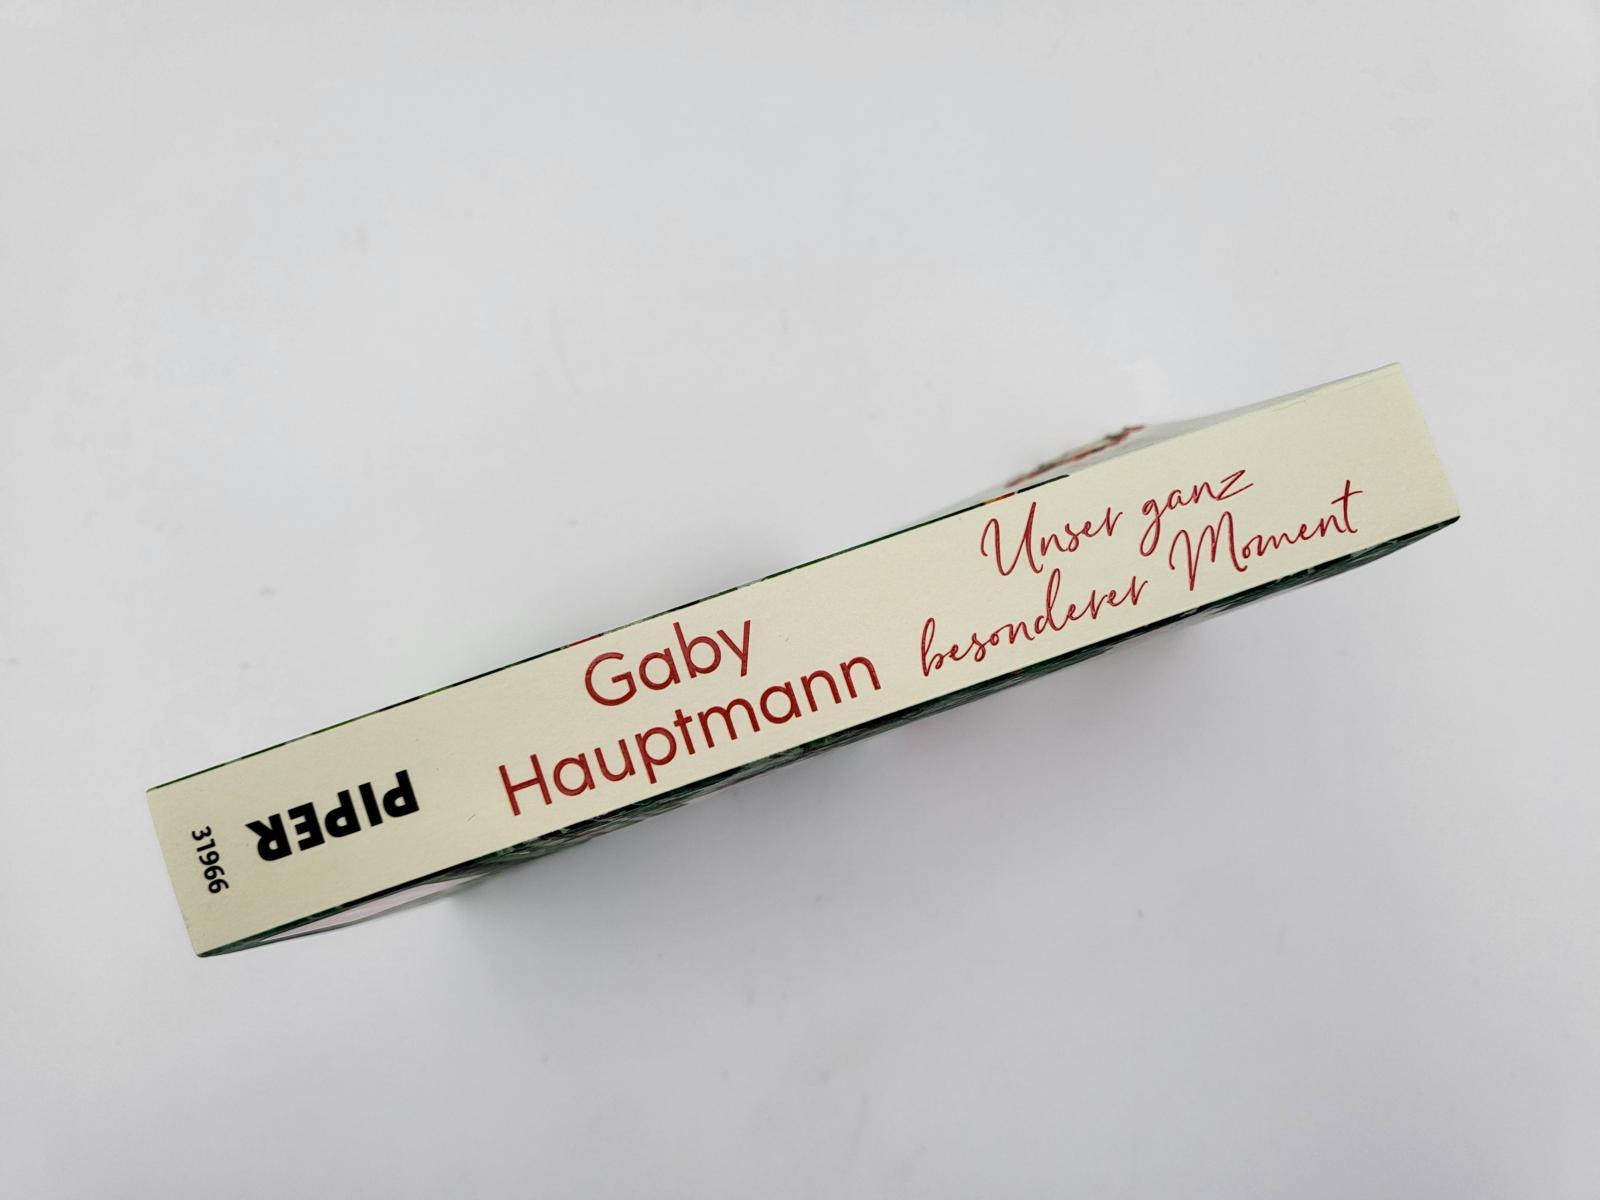 Gaby
Hauptmann
Unser ganz
besonderer Moment
PIPER
31966